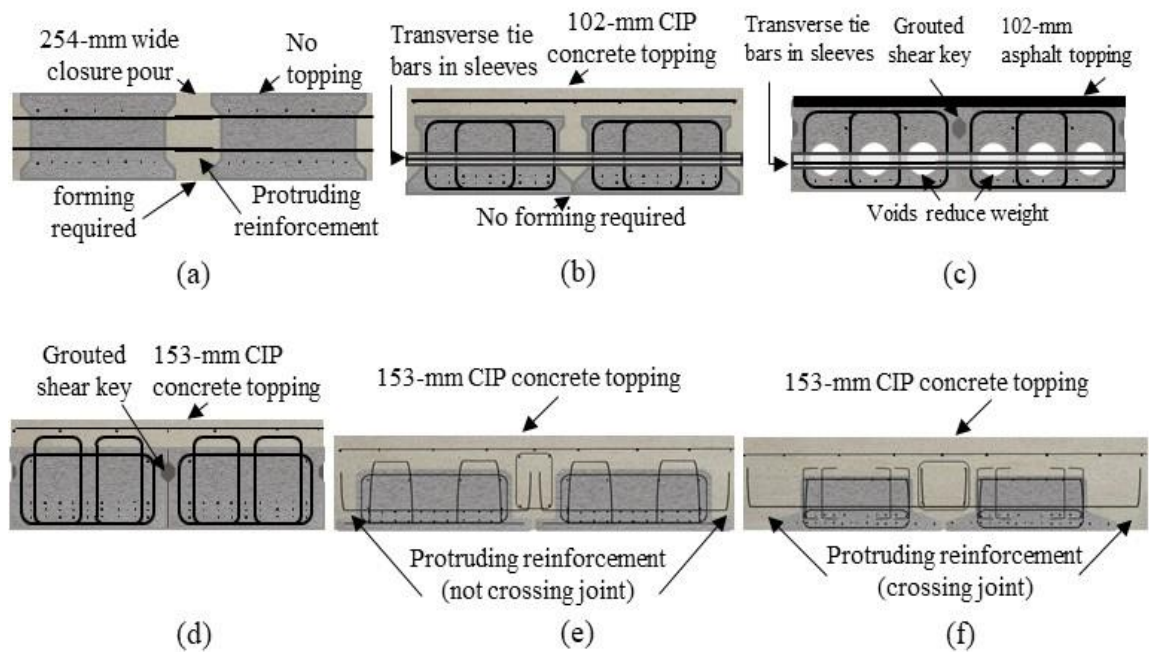 254-mm wide
closure pour
No
topping
forming
required
Protruding
reinforcement
(a)
Transverse tie
bars in sleeves
102-mm CIP
concrete topping
No forming required
(b)
Transverse tie
bars in sleeves
Grouted
shear key
102-mm
asphalt topping
Voids reduce weight
(c)
Grouted
shear key
153-mm CIP
concrete topping
(d)
153-mm CIP concrete topping
Protruding reinforcement
(not crossing joint)
(e)
153-mm CIP concrete topping
Protruding reinforcement
(crossing joint)
(f)